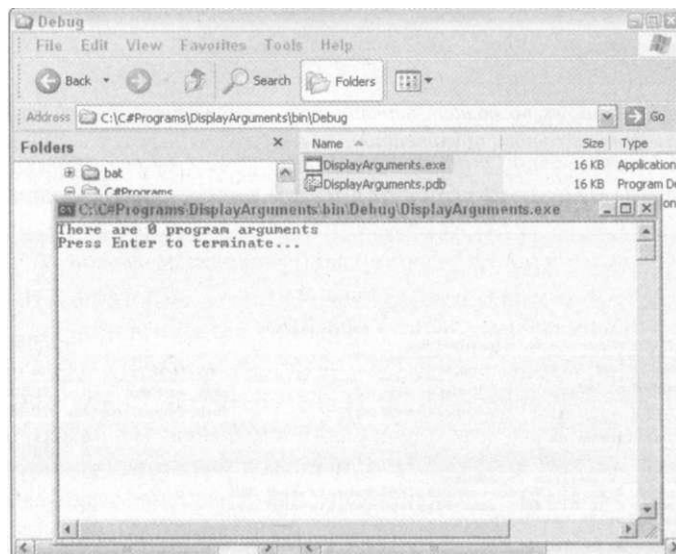 Debug
File Edit View Favorites Tools Help
Back Search Folders
Address C:\C#Programs\DisplayArguments\bin\Debug Go
Folders × Name Size Type
bat DisplayArguments.exe 16 KB Application
C#Programs DisplayArguments.pdb 16 KB Program De
C:\C#Programs\DisplayArguments\bin\Debug\DisplayArguments.exe
There are 0 program arguments
Press Enter to terminate...